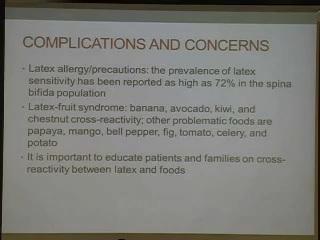 COMPLICATIONS AND CONCERNS
• Latex allergy/precautions: the prevalence of latex
sensitivity has been reported as high as 72% in the spina
bifida population
• Latex-fruit syndrome: banana, avocado, kiwi, and
chestnut cross-reactivity; other problematic foods are
papaya, mango, bell pepper, fig, tomato, celery, and
potato
• It is important to educate patients and families on cross-
reactivity between latex and foods